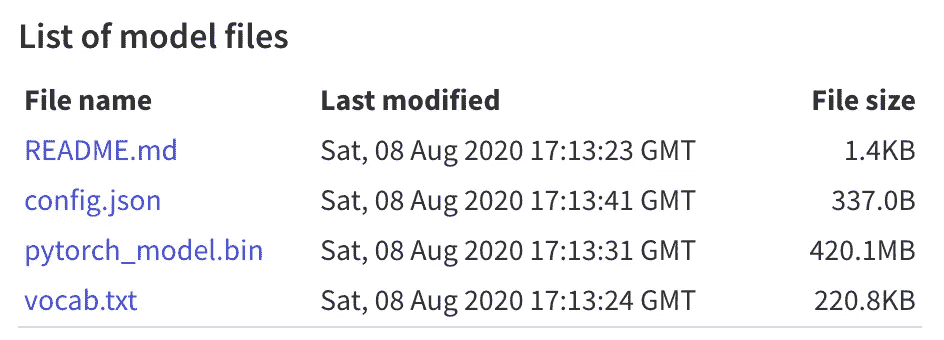 List of model files
File name Last modified File size
README.md Sat, 08 Aug 2020 17:13:23 GMT 1.4KB
config.json Sat, 08 Aug 2020 17:13:41 GMT 337.0B
pytorch_model.bin Sat, 08 Aug 2020 17:13:31 GMT 420.1MB
vocab.txt Sat, 08 Aug 2020 17:13:24 GMT 220.8KB